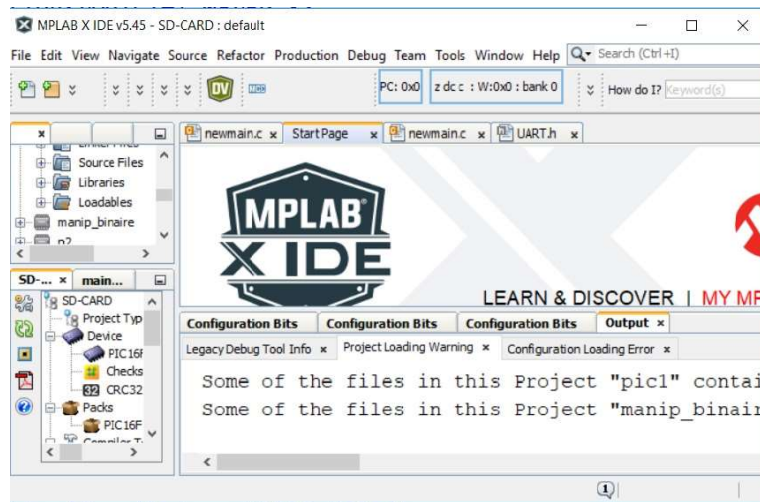 MPLAB X IDE v5.45 - SD-CARD : default
File Edit View Navigate Source Refactor Production Debug Team Tools Window Help Search (Ctrl+I)
PC: 0x0 z dc c : W:0x0 : bank 0 How do I? Keyword(s)
newmain.c Start Page newmain.c UART.h
Source Files
Libraries
Loadables
manip_binaire
MPLAB
X IDE
LEARN & DISCOVER | MY MP
SD-... main...
SD-CARD
Project Typ
Device
PIC16F
Checks
CRC32
Packs
PIC16F
Configuration Bits Configuration Bits Configuration Bits Output
Legacy Debug Tool Info Project Loading Warning Configuration Loading Error
Some of the files in this Project "pic1" contai
Some of the files in this Project "manip_binair
1